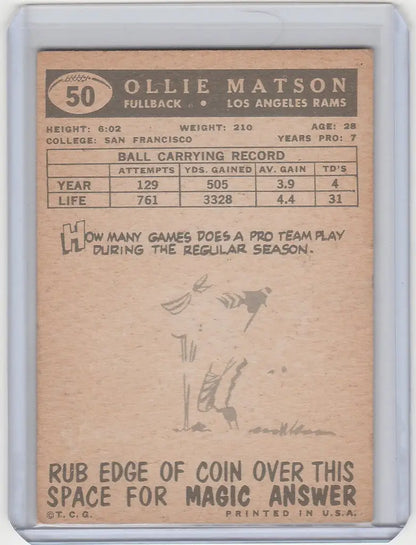 50 OLLIE MATSON
FULLBACK • LOS ANGELES RAMS
HEIGHT: 6:02 WEIGHT: 210 AGE: 28
COLLEGE: SAN FRANCISCO YEARS PRO: 7
BALL CARRYING RECORD
ATTEMPTS YDS. GAINED AV. GAIN TD'S
YEAR 129 505 3.9 4
LIFE 761 3328 4.4 31
HOW MANY GAMES DOES A PRO TEAM PLAY
DURING THE REGULAR SEASON.
RUB EDGE OF COIN OVER THIS
SPACE FOR MAGIC ANSWER
©T.C.G. PRINTED IN U.S.A.